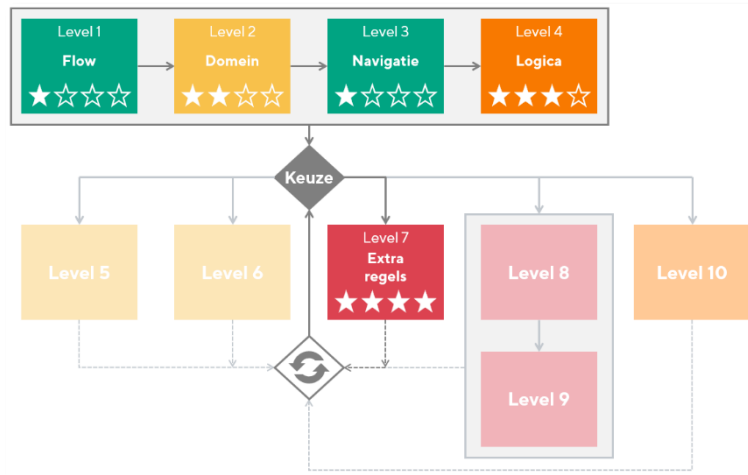 Level 1
Flow
Level 2
Domein
Level 3
Navigatie
Level 4
Logica
Keuze
Level 5
Level 6
Level 7
Extra
regels
Level 8
Level 10
Level 9